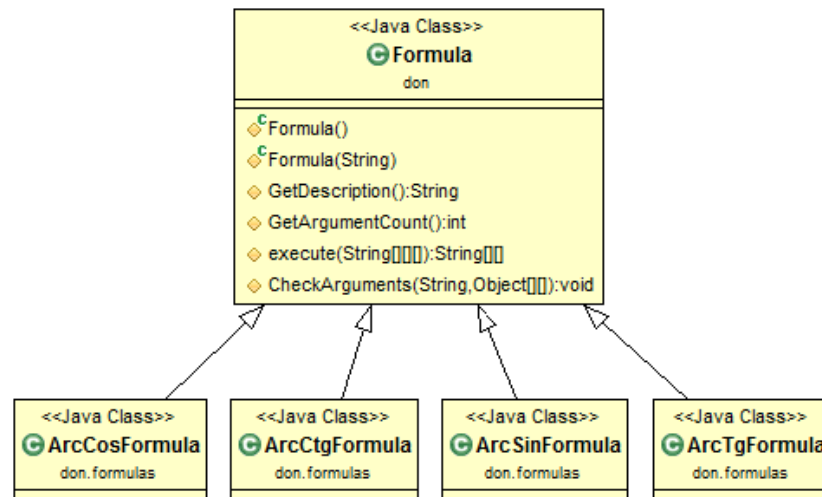 <<Java Class>>
C Formula
don
C Formula()
C Formula(String)
GetDescription():String
GetArgumentCount():int
execute(String[][][]):String[][]
CheckArguments(String,Object[][]):void
<<Java Class>>
C ArcCosFormula
don.formulas
<<Java Class>>
C ArcCtgFormula
don.formulas
<<Java Class>>
C ArcSinFormula
don.formulas
<<Java Class>>
C ArcTgFormula
don.formulas